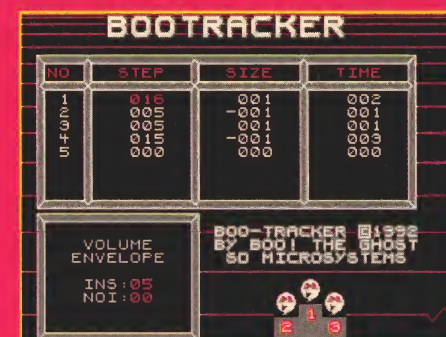 BOOTRACKER
NO STEP SIZE TIME
1 016 001 002
2 005 -001 001
3 005 001 001
4 015 -001 003
5 000 000 000
VOLUME
ENVELOPE
INS:05
NOI:00
BOO-TRACKER @1992
BY BOO! THE GHOST
SO MICROSYSTEMS
1
2 3